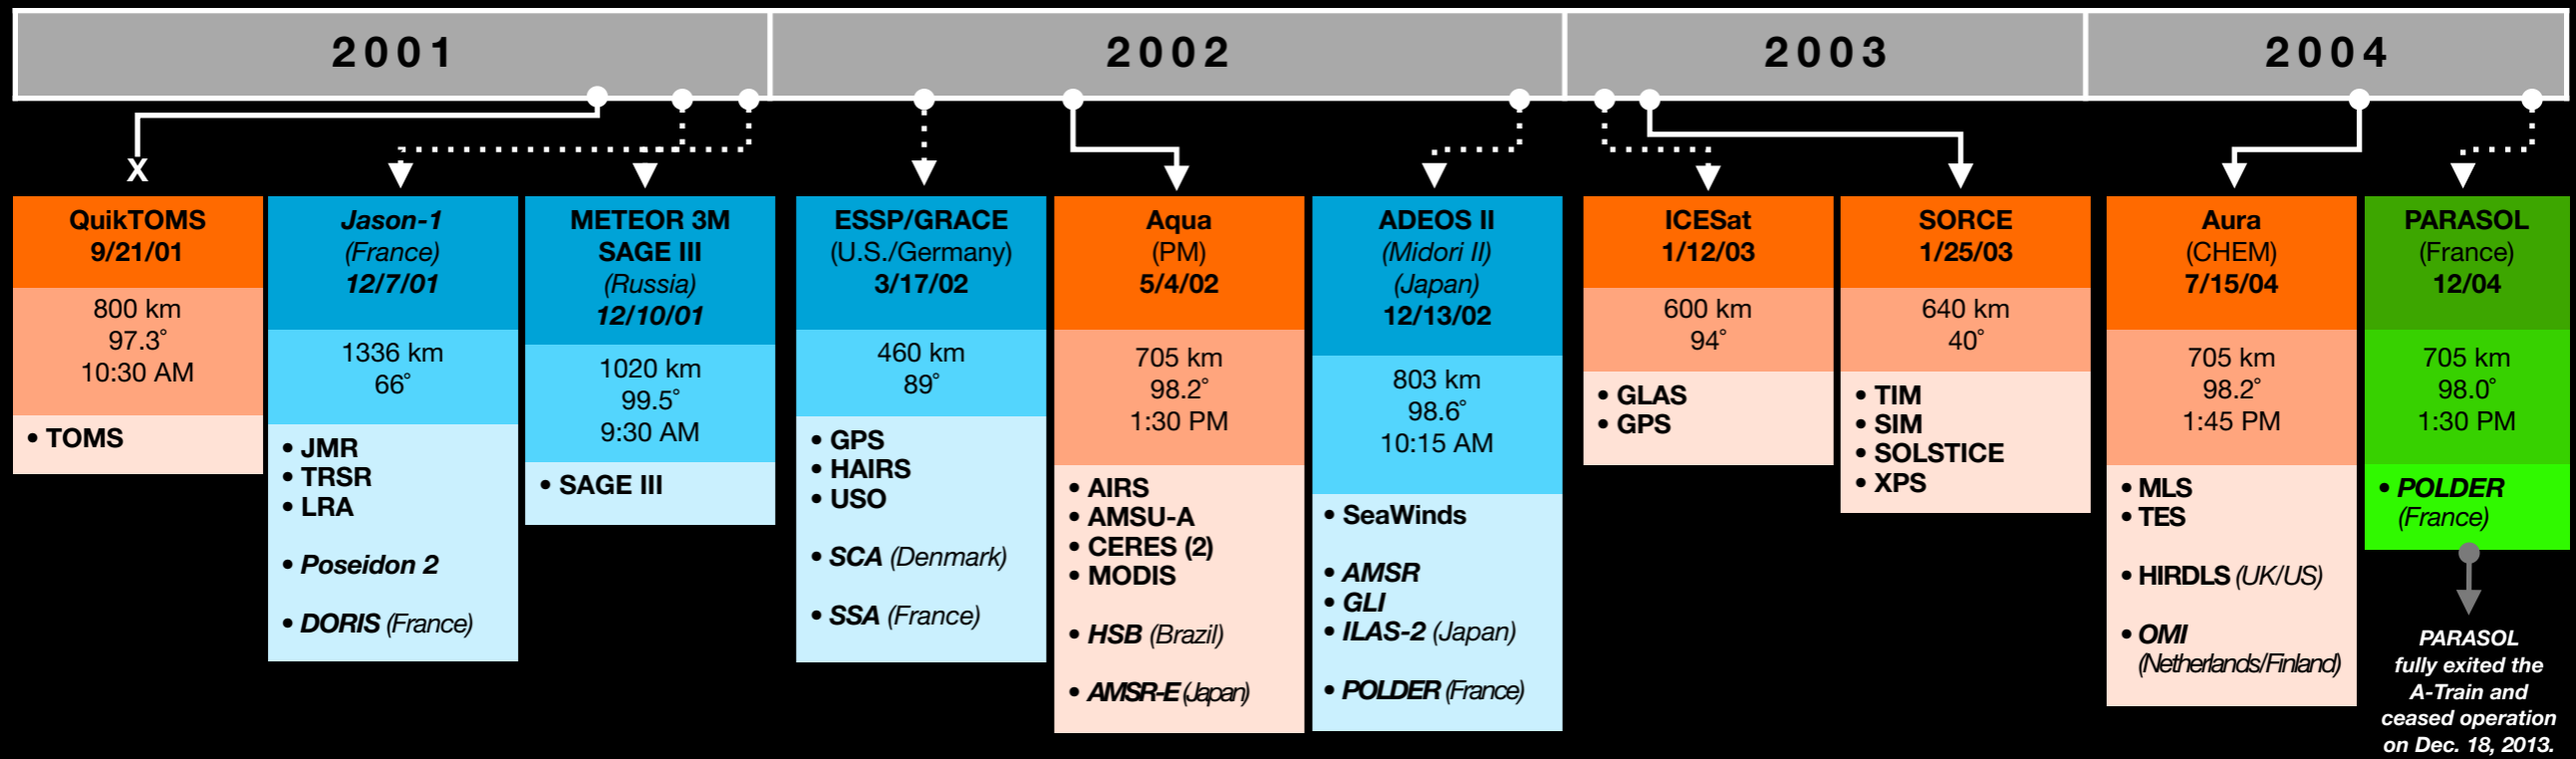 2001
2002
2003
2004
X
QuikTOMS
9/21/01
800 km
97.3°
10:30 AM
• TOMS
Jason-1
(France)
12/7/01
1336 km
66°
• JMR
• TRSR
• LRA
• Poseidon 2
• DORIS (France)
METEOR 3M
SAGE III
(Russia)
12/10/01
1020 km
99.5°
9:30 AM
• SAGE III
ESSP/GRACE
(U.S./Germany)
3/17/02
460 km
89°
• GPS
• HAIRS
• USO
• SCA (Denmark)
• SSA (France)
Aqua
(PM)
5/4/02
705 km
98.2°
1:30 PM
• AIRS
• AMSU-A
• CERES (2)
• MODIS
• HSB (Brazil)
• AMSR-E (Japan)
ADEOS II
(Midori II)
(Japan)
12/13/02
803 km
98.6°
10:15 AM
• SeaWinds
• AMSR
• GLI
• ILAS-2 (Japan)
• POLDER (France)
ICESat
1/12/03
600 km
94°
• GLAS
• GPS
SORCE
1/25/03
640 km
40°
• TIM
• SIM
• SOLSTICE
• XPS
Aura
(CHEM)
7/15/04
705 km
98.2°
1:45 PM
• MLS
• TES
• HIRDLS (UK/US)
• OMI
(Netherlands/Finland)
PARASOL
(France)
12/04
705 km
98.0°
1:30 PM
• POLDER
(France)
PARASOL
fully exited the
A-Train and
ceased operation
on Dec. 18, 2013.